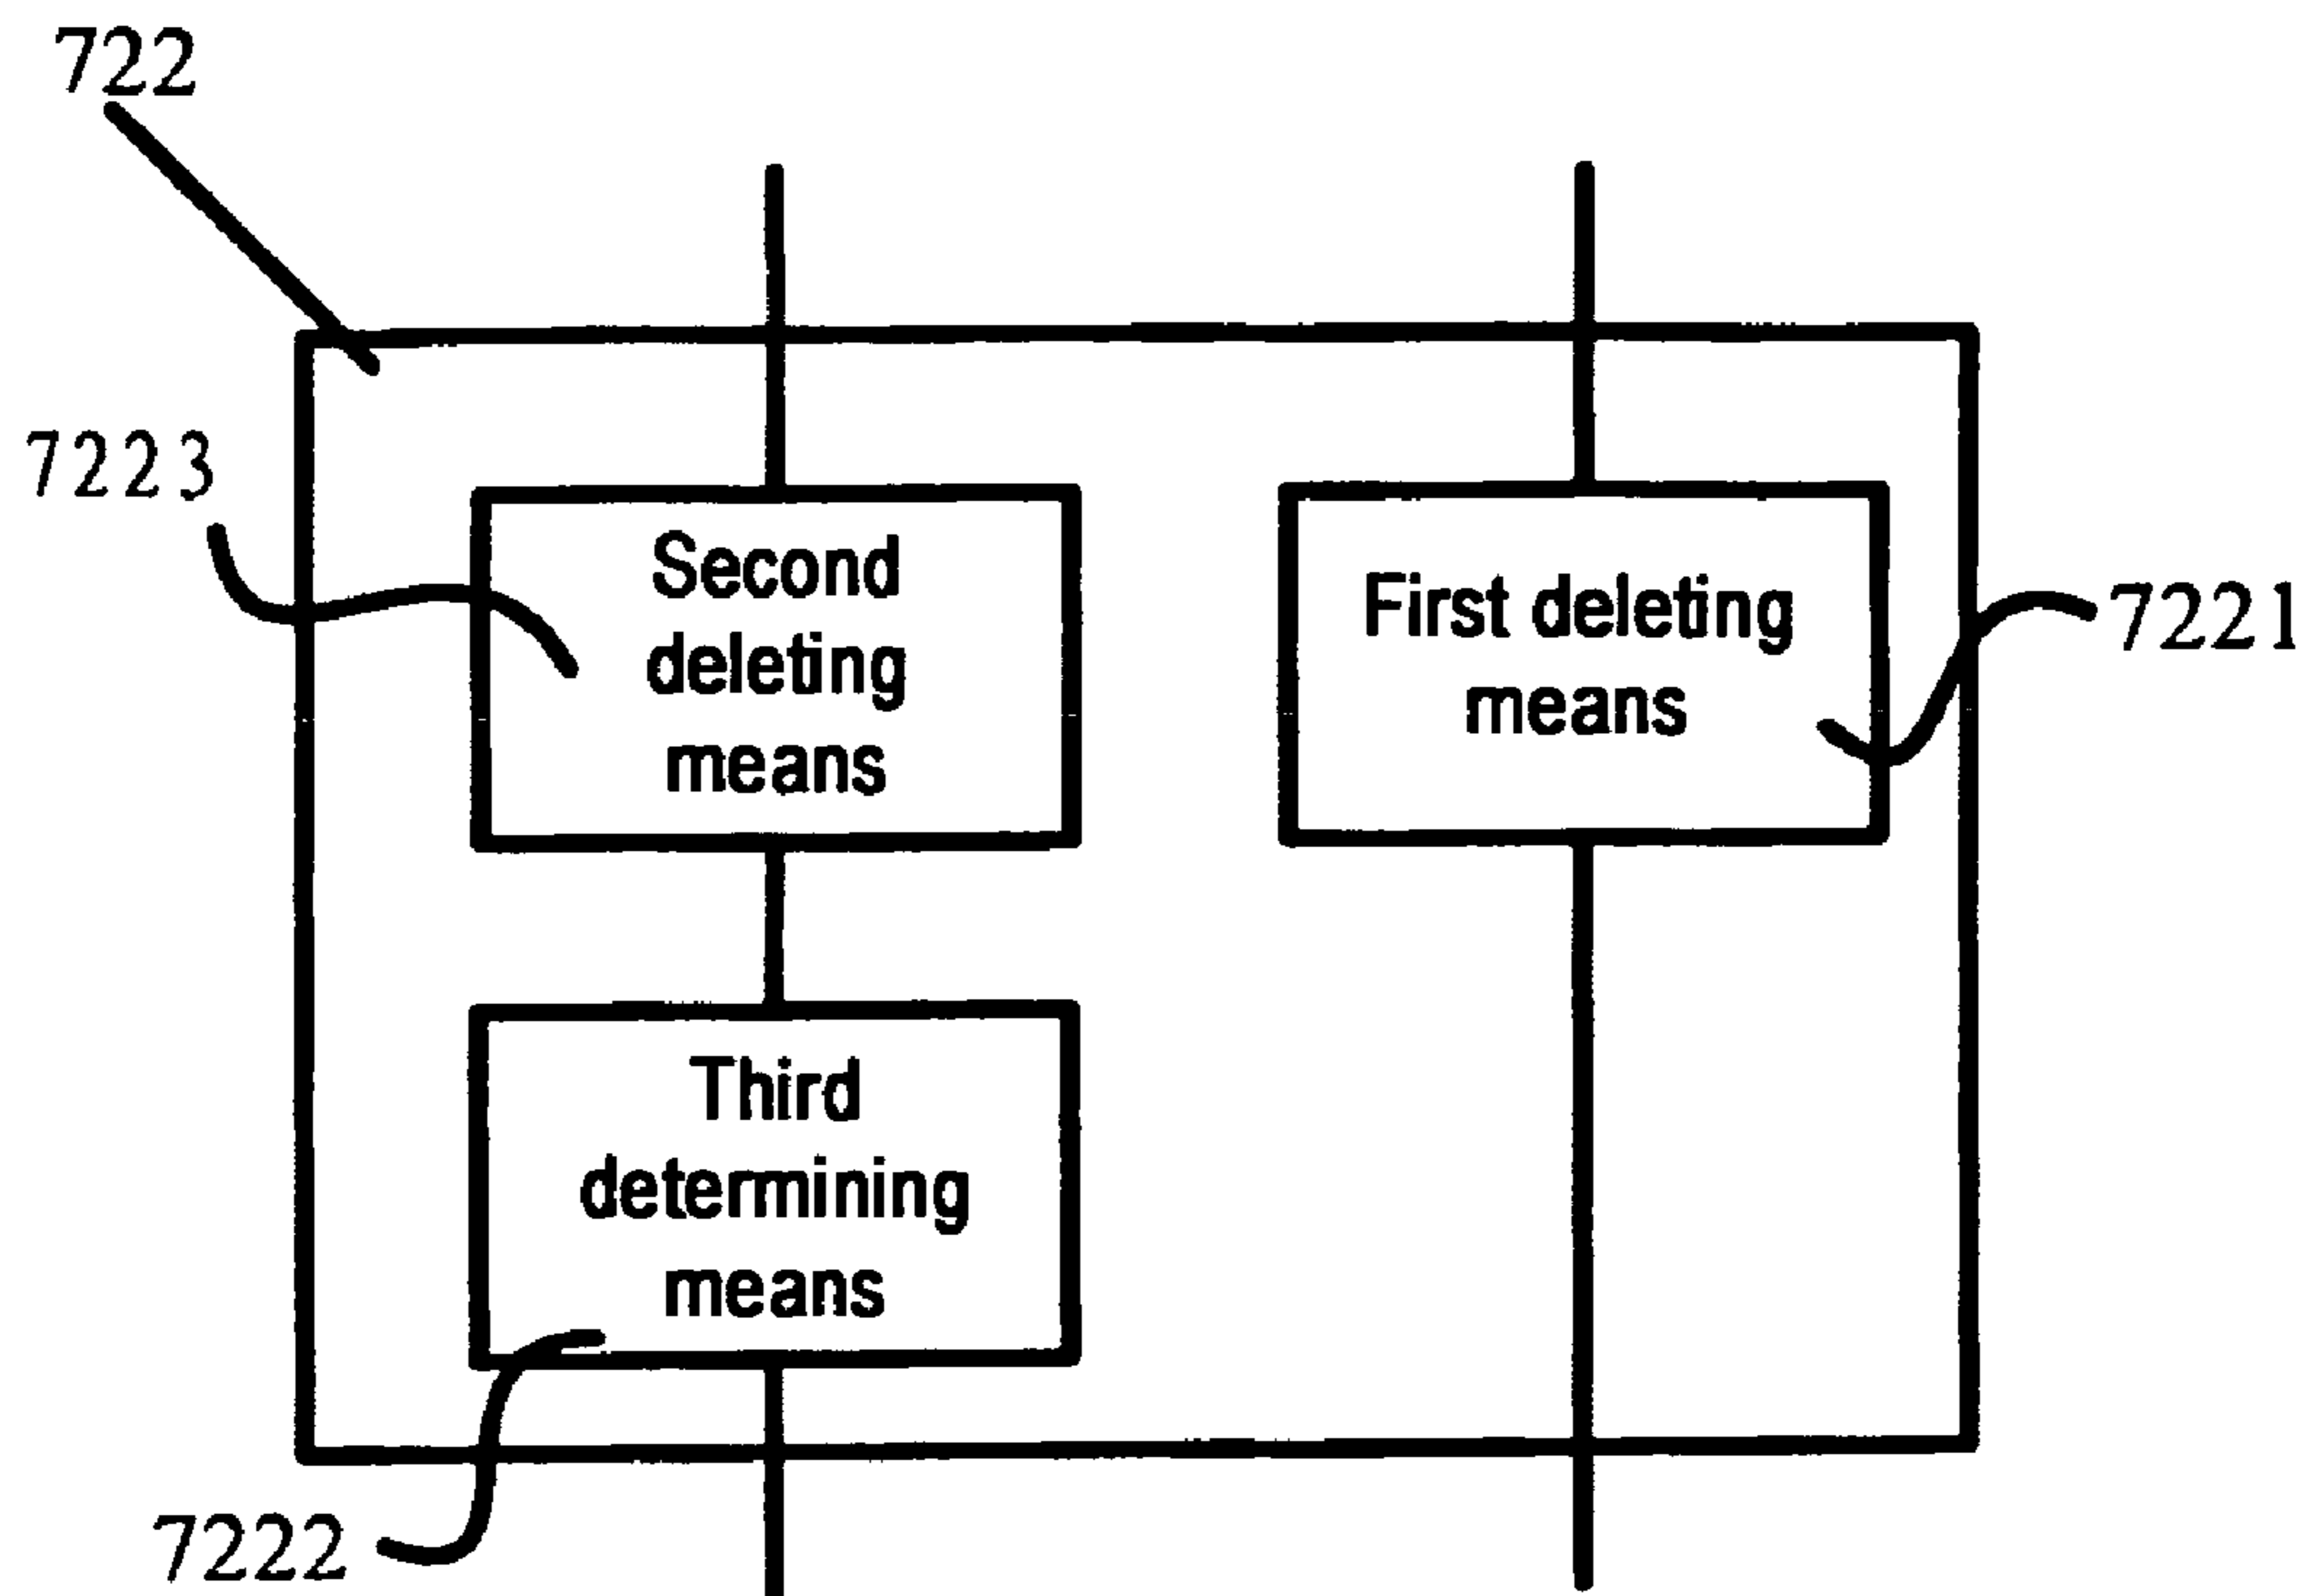 722
7223
Second
deleting
means
First deleting
means
7221
Third
determining
means
7222